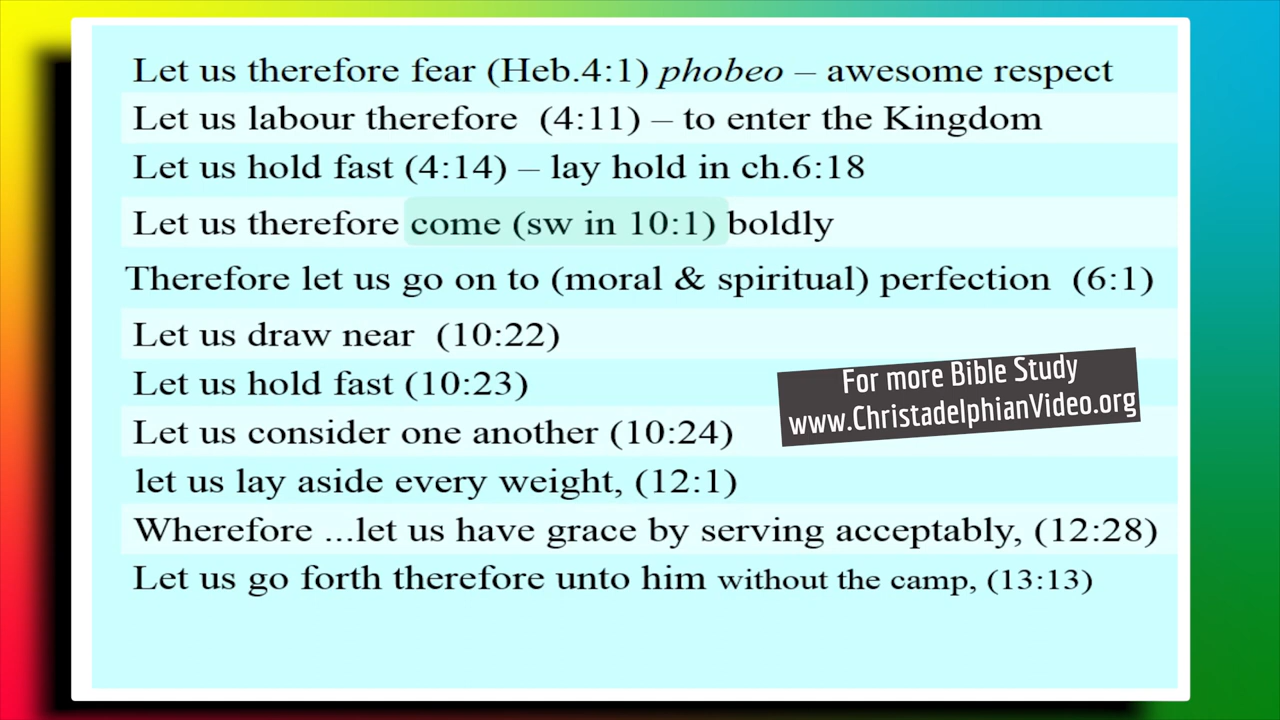 Let us therefore fear (Heb.4:1) phobeo – awesome respect
Let us labour therefore (4:11) – to enter the Kingdom
Let us hold fast (4:14) – lay hold in ch.6:18
Let us therefore come (sw in 10:1) boldly
Therefore let us go on to (moral & spiritual) perfection (6:1)
Let us draw near (10:22)
Let us hold fast (10:23)
Let us consider one another (10:24)
let us lay aside every weight, (12:1)
Wherefore ...let us have grace by serving acceptably, (12:28)
Let us go forth therefore unto him without the camp, (13:13)
For more Bible Study
www.ChristadelphianVideo.org